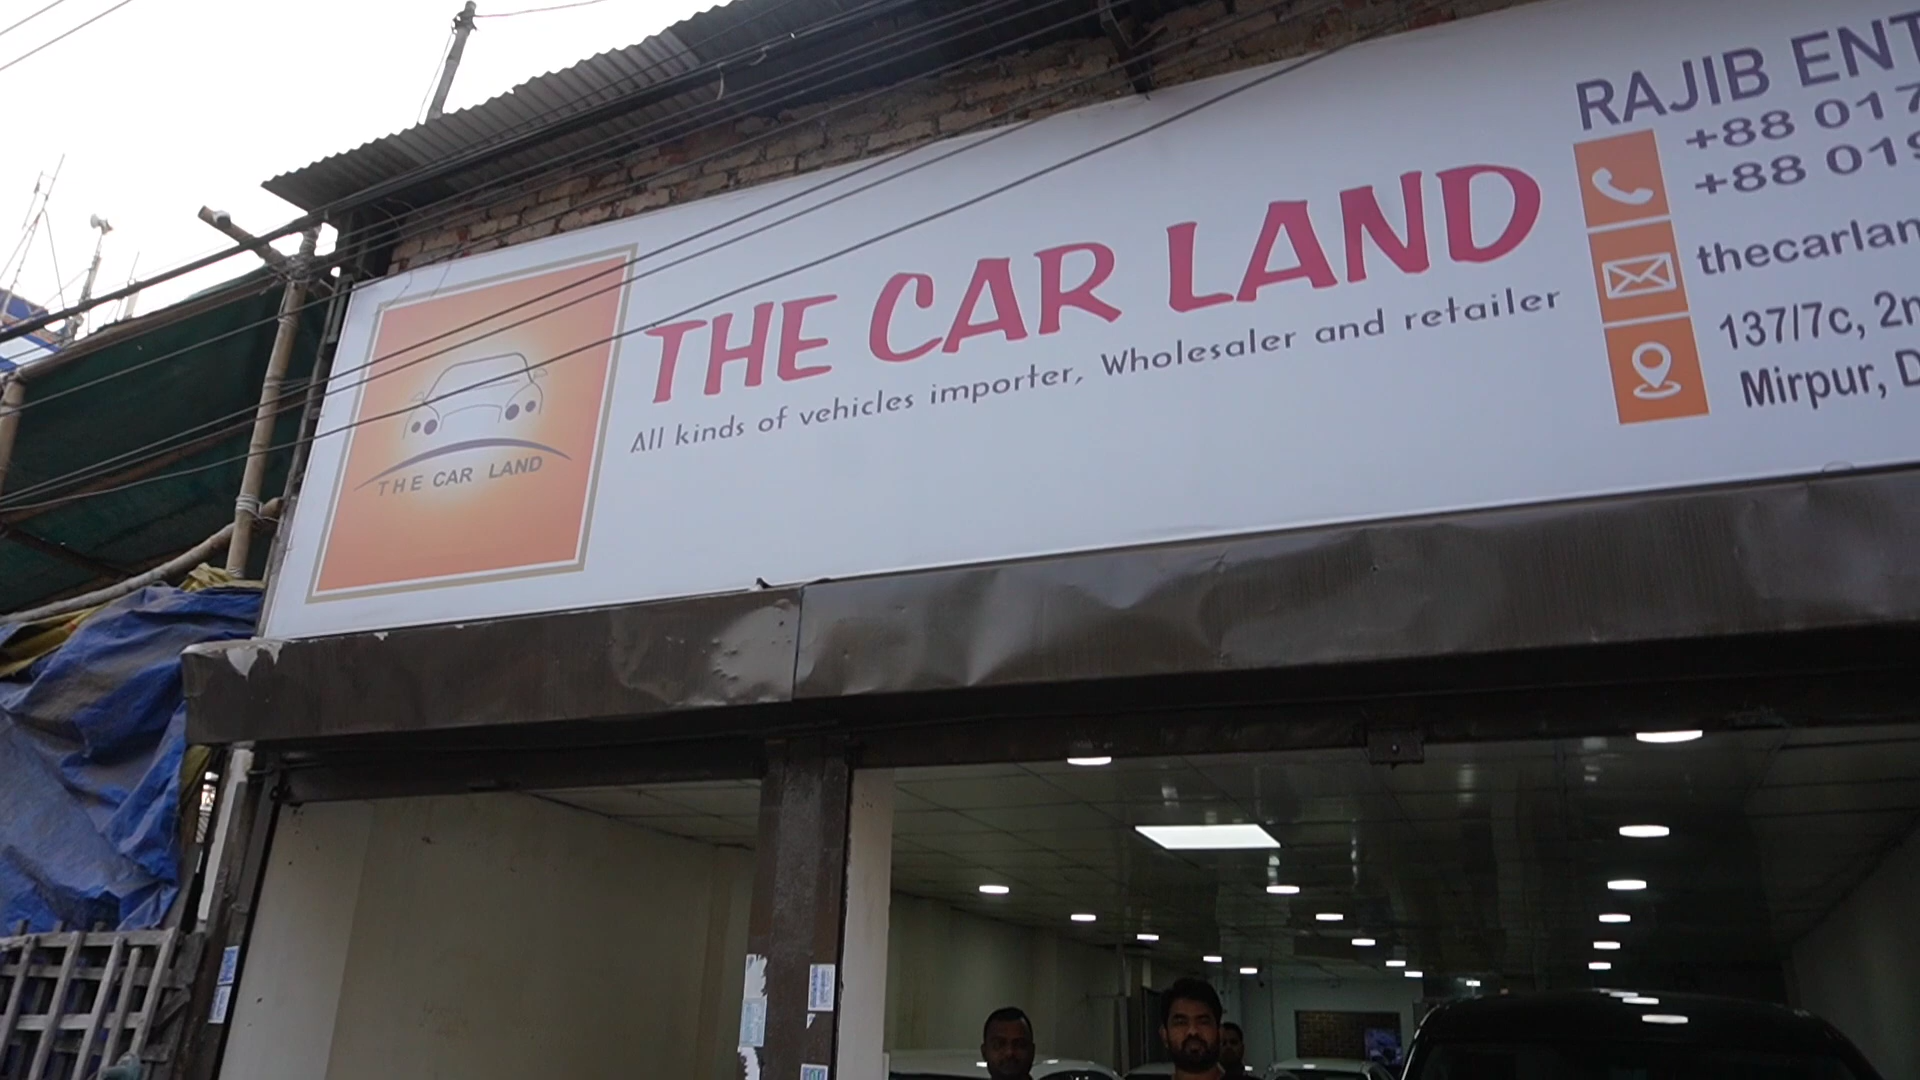 THE CAR LAND
THE CAR LAND
All kinds of vehicles importer, Wholesaler and retailer
RAJIB ENT
+88 017
+88 019
thecarlan
137/7c, 2n
Mirpur, D